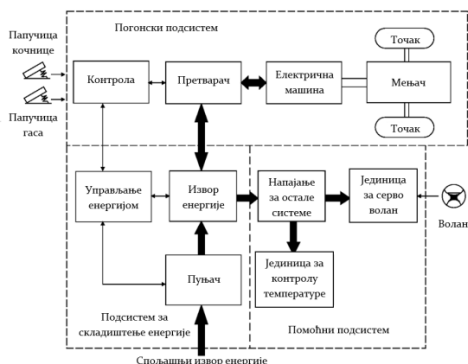 Погонски подсистем
Папучица
кочнице
Папучица
гаса
Контрола
Претварач
Електрична
машина
Мењач
Точак
Точак
Управљање
енергијом
Извор
енергије
Напајање
за остале
системе
Јединица
за серво
волан
Волан
Пуњач
Јединица за
контролу
температуре
Подсистем за
складиштење енергије
Помоћни подсистем
Спољашњи извор енергије